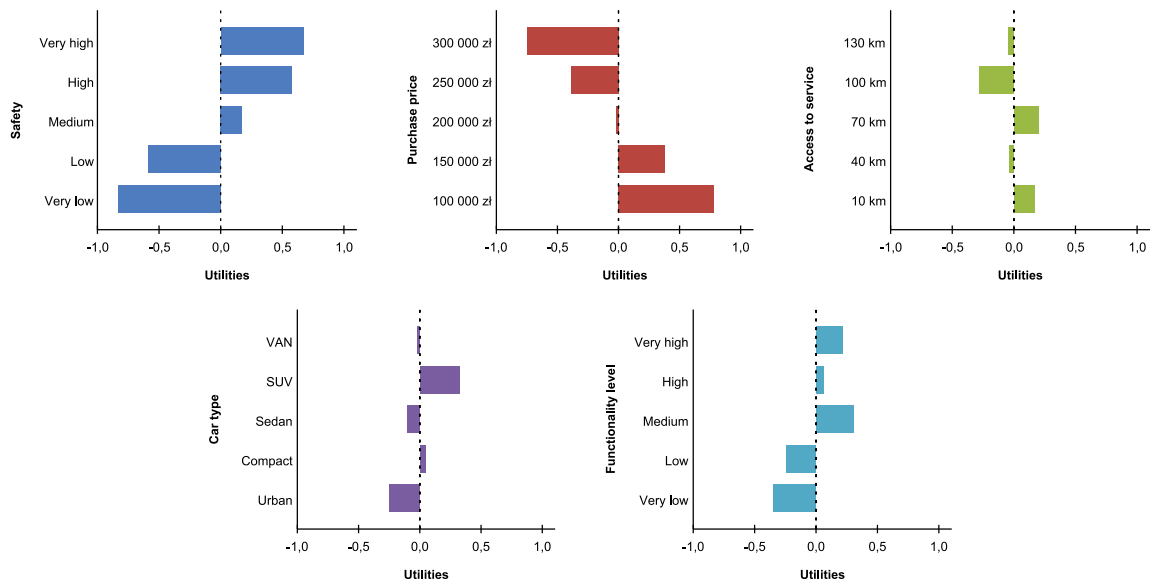 Safety
Very high
High
Medium
Low
Very low
-1,0 -0,5 0,0 0,5 1,0
Utilities
Purchase price
300 000 zł
250 000 zł
200 000 zł
150 000 zł
100 000 zł
-1,0 -0,5 0,0 0,5 1,0
Utilities
Access to service
130 km
100 km
70 km
40 km
10 km
-1,0 -0,5 0,0 0,5 1,0
Utilities
Car type
VAN
SUV
Sedan
Compact
Urban
-1,0 -0,5 0,0 0,5 1,0
Utilities
Functionality level
Very high
High
Medium
Low
Very low
-1,0 -0,5 0,0 0,5 1,0
Utilities